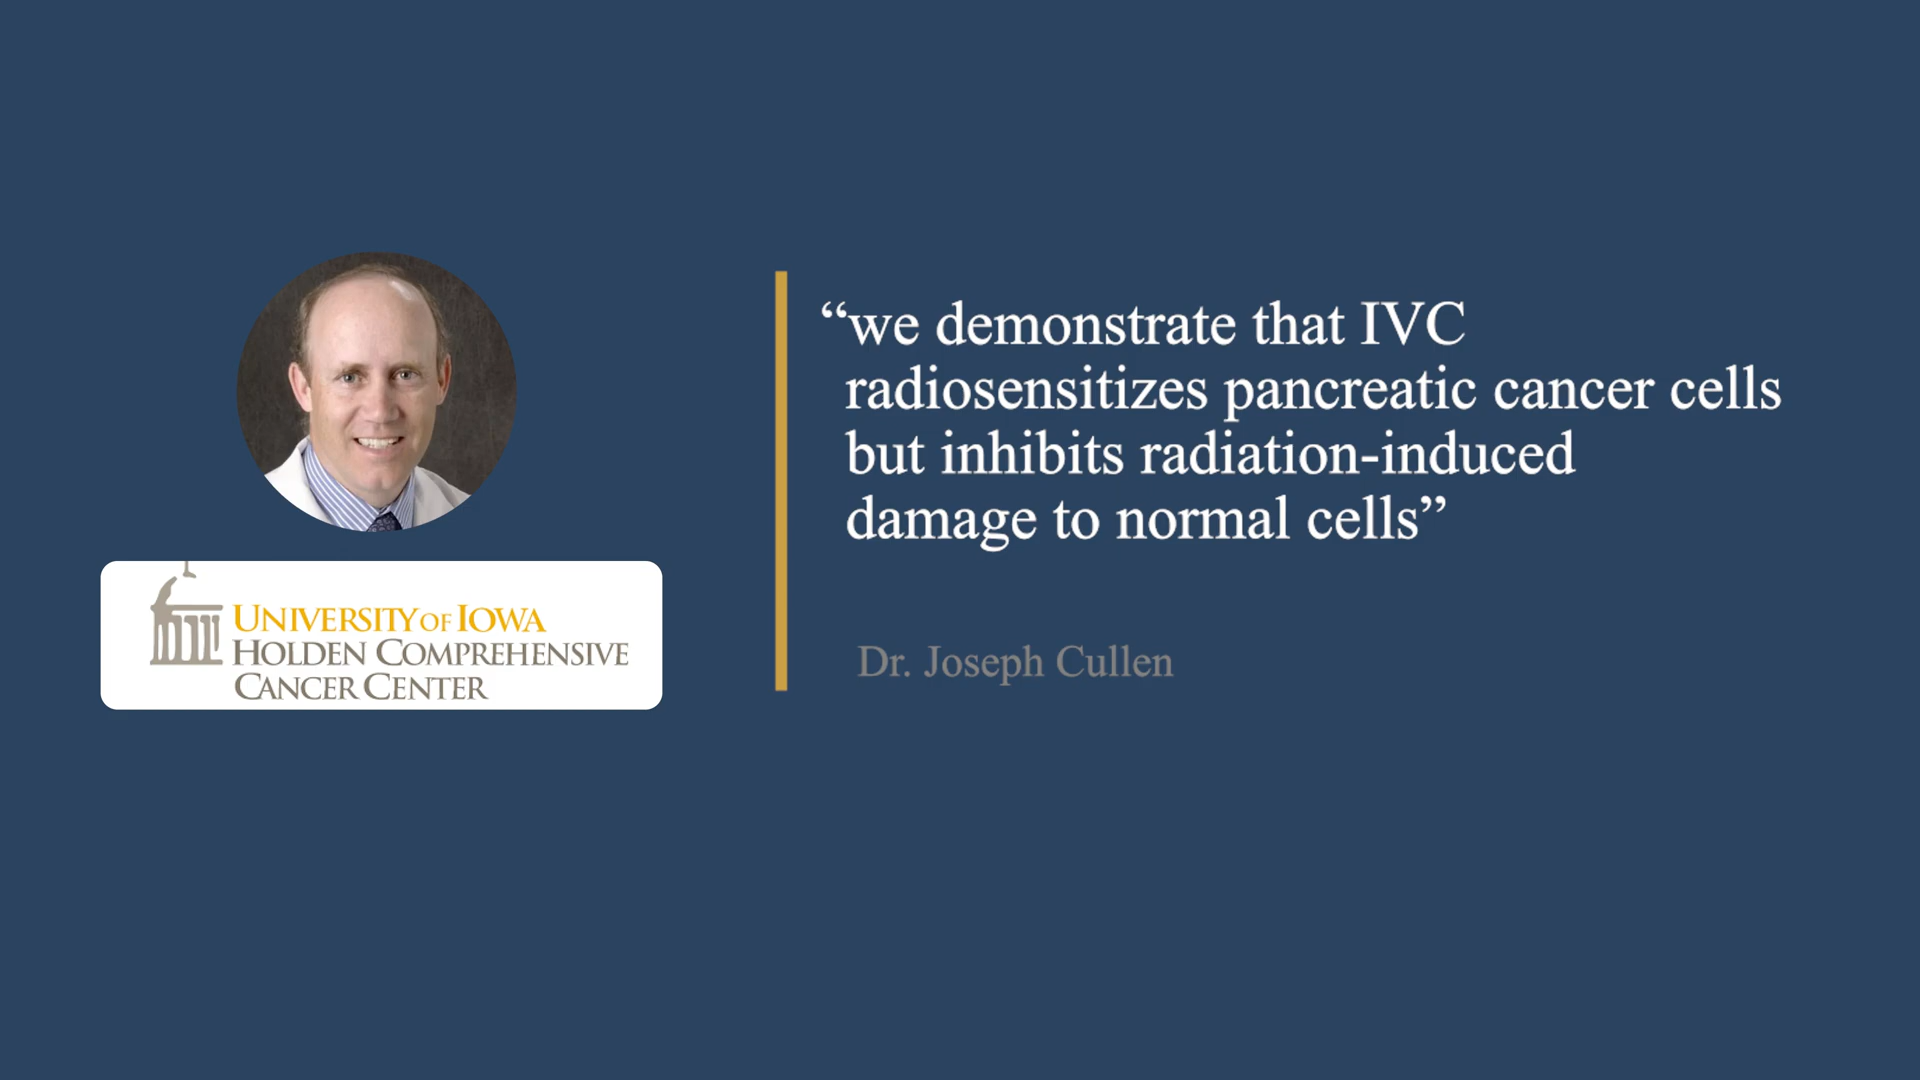 “we demonstrate that IVC
radiosensitizes pancreatic cancer cells
but inhibits radiation-induced
damage to normal cells”
Dr. Joseph Cullen
UNIVERSITY OF IOWA
HOLDEN COMPREHENSIVE
CANCER CENTER